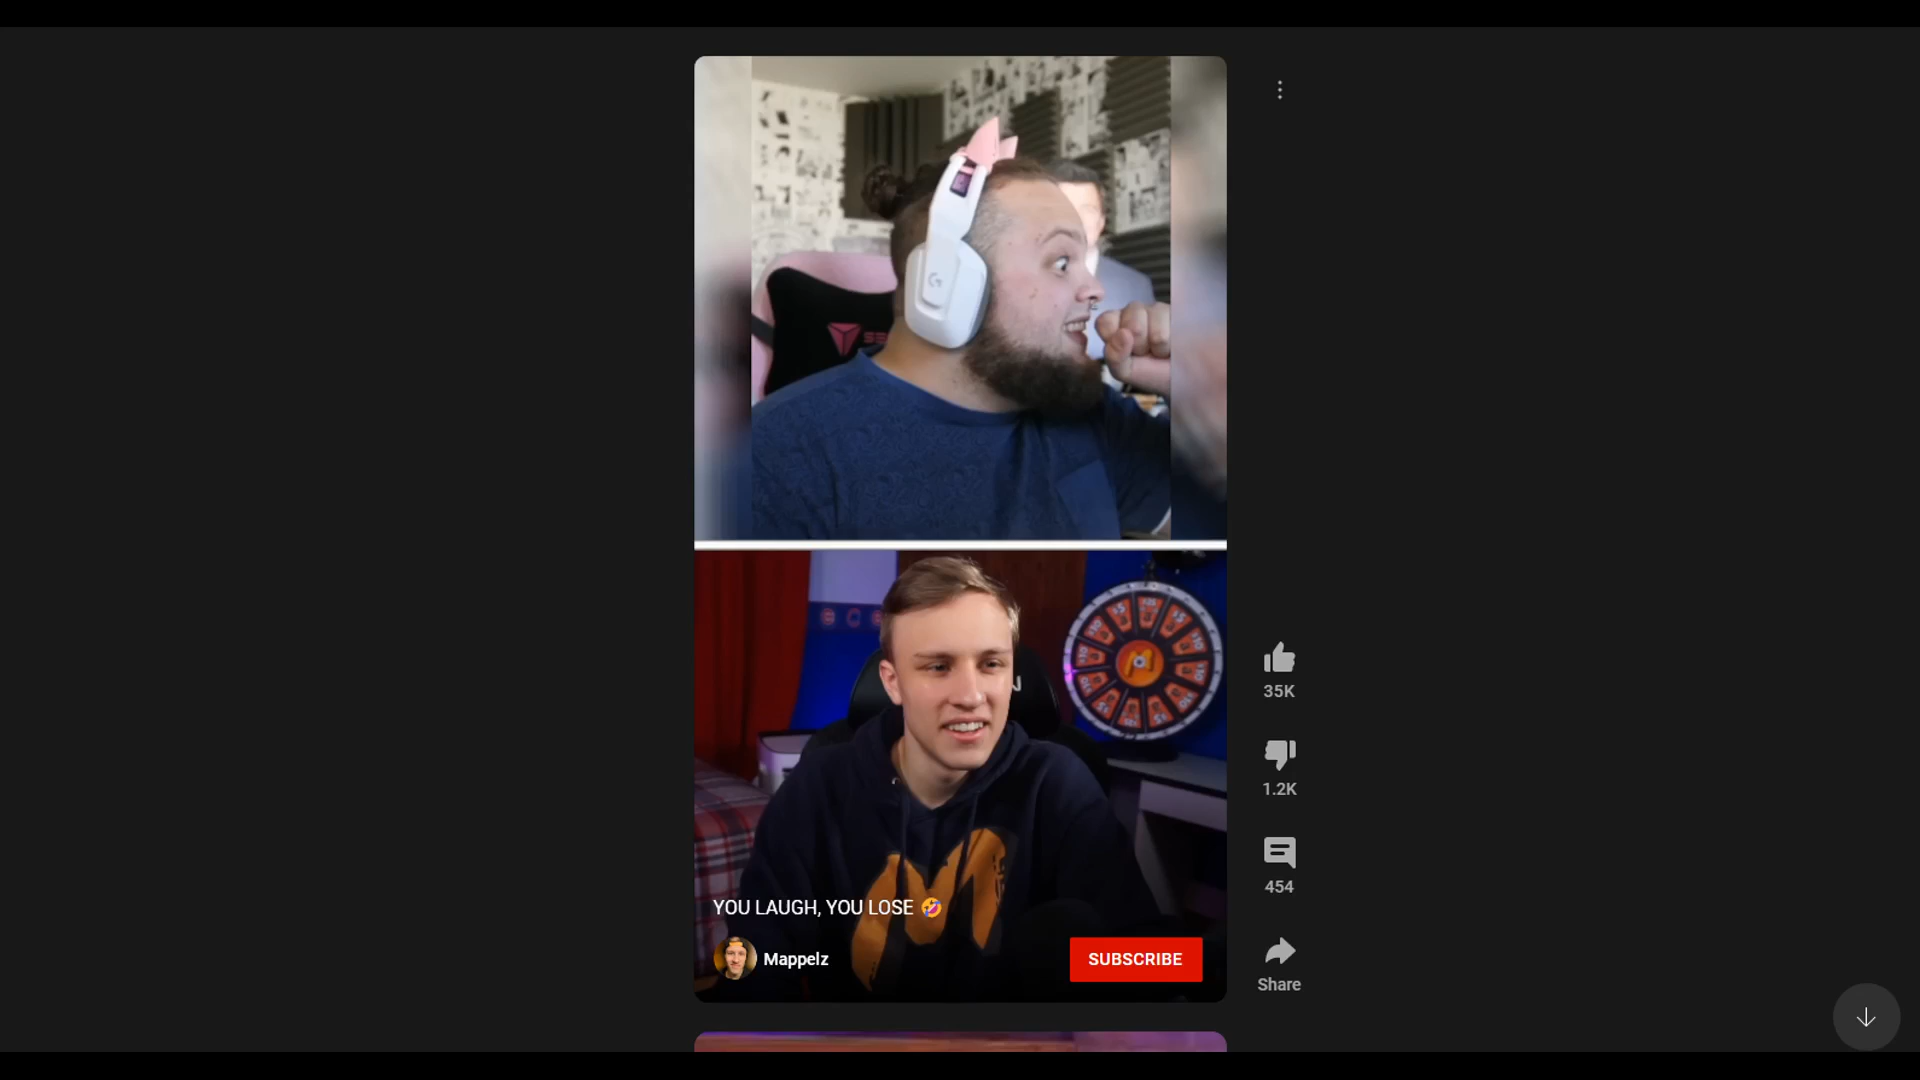 35K
1.2K
454
YOU LAUGH, YOU LOSE 🤣
Mappelz
SUBSCRIBE
Share